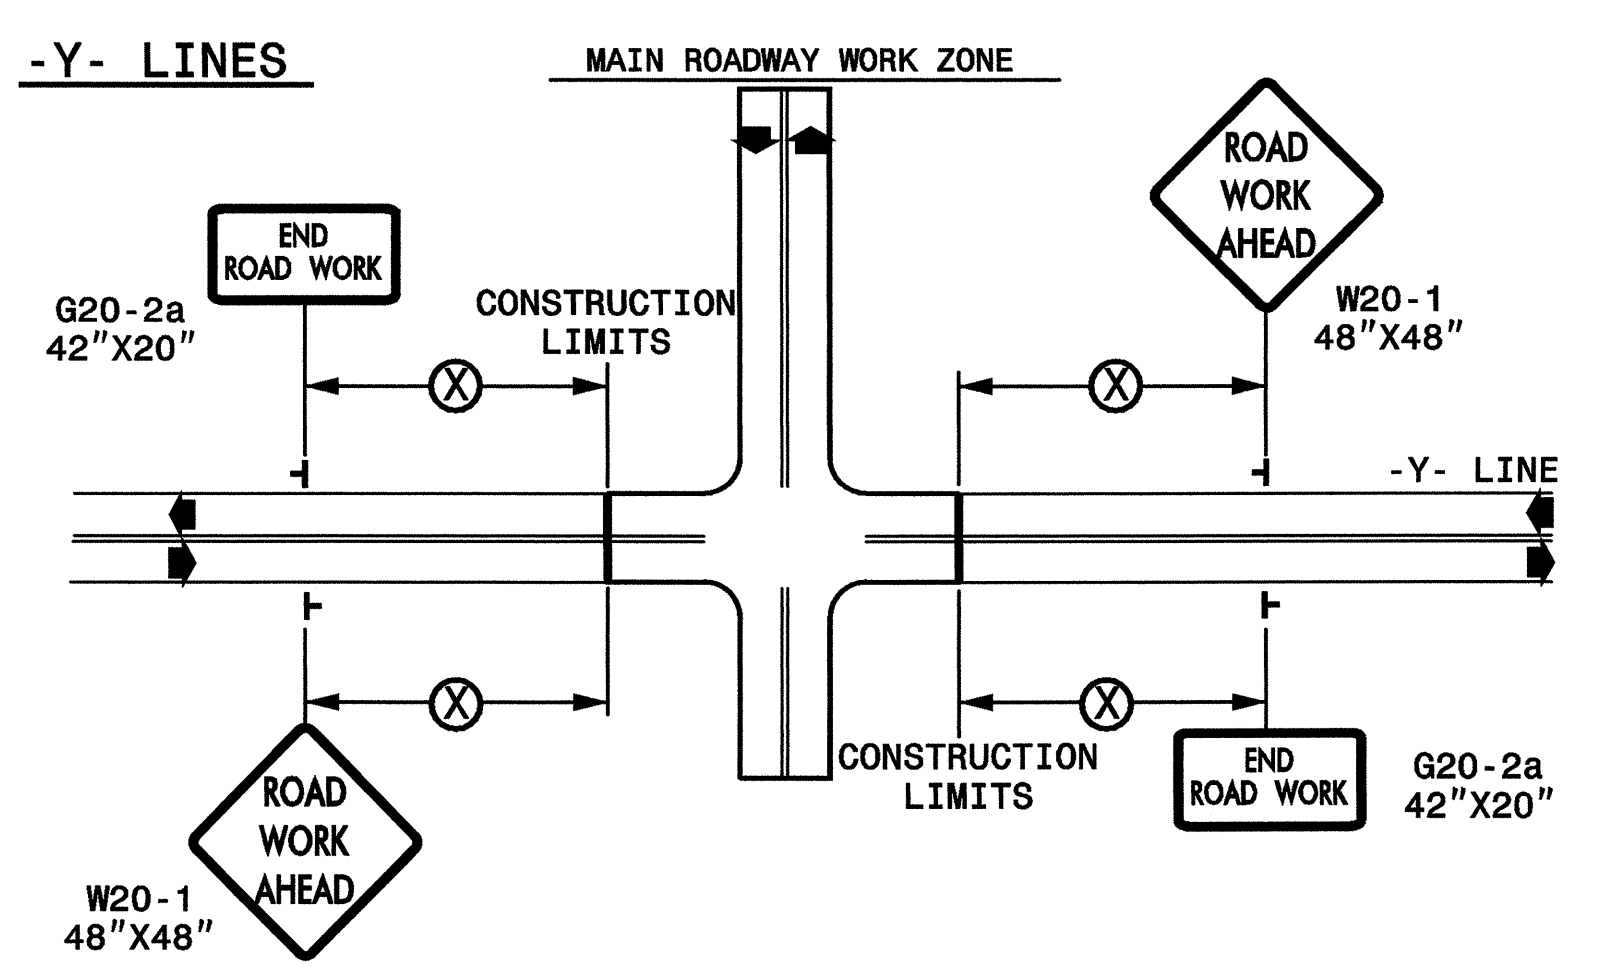 -Y- LINES
MAIN ROADWAY WORK ZONE
ROAD
WORK
AHEAD
W20-1
48"X48"
END
ROAD WORK
G20-2a
42"X20"
CONSTRUCTION
LIMITS
X
X
-Y- LINE
X
X
ROAD
WORK
AHEAD
W20-1
48"X48"
CONSTRUCTION
LIMITS
END
ROAD WORK
G20-2a
42"X20"